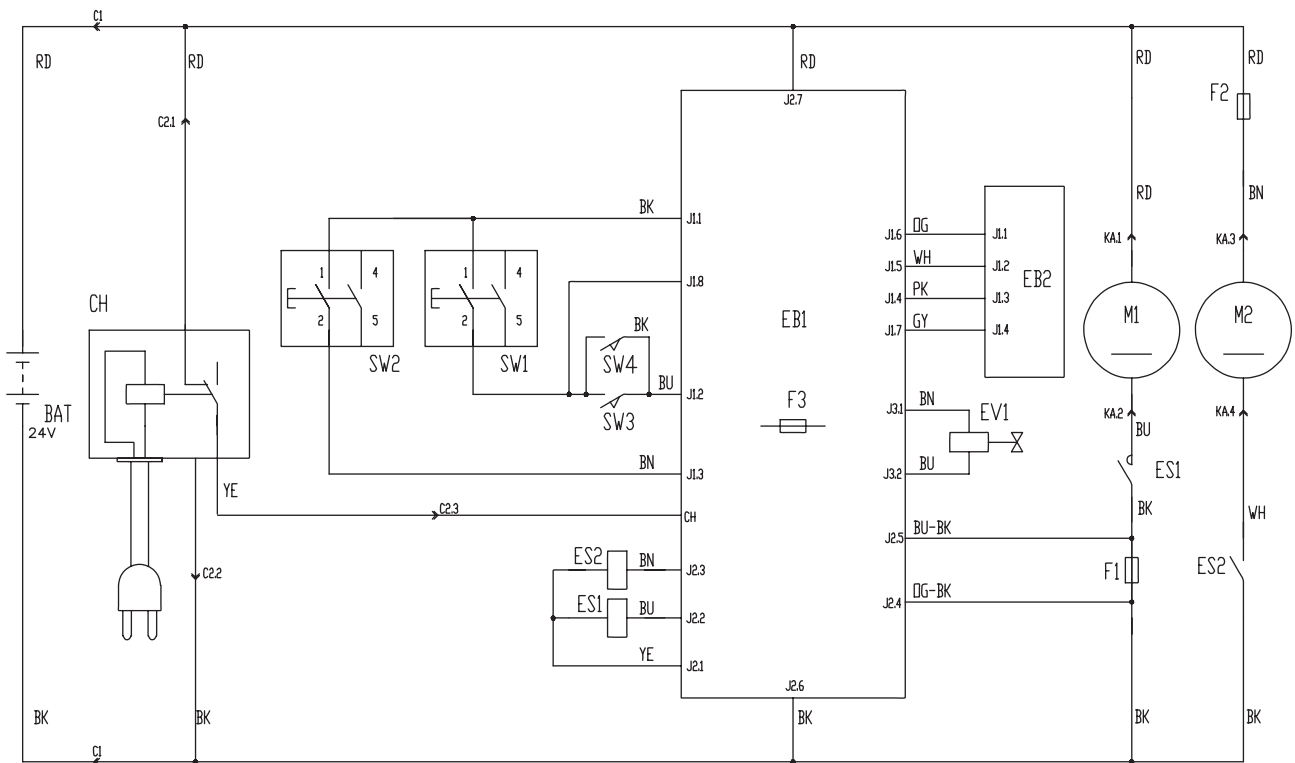 C1
RD RD RD RD RD
F2
C2.1
J2.7
RD BN
BK J1.1
J1.6 OG J1.1
KA.1 KA.3
J1.5 WH J1.2
1 4 1 4
J1.8
EB2
J1.4 PK J1.3
CH
2 5 2 5
EB1
M1 M2
BK
J1.7 GY J1.4
SW2 SW1 SW4
BU J1.2
BAT
24V
SW3
F3
J3.1 BN EV1
KA.2 KA.4
BU
BN J1.3
J3.2 BU
ES1
YE
C2.3
CH
BK WH
J2.5 BU-BK
ES2 BN J2.3
C2.2
F1 ES2
ES1 BU J2.2
J2.4 OG-BK
YE J2.1
J2.6
BK BK BK BK BK
C1